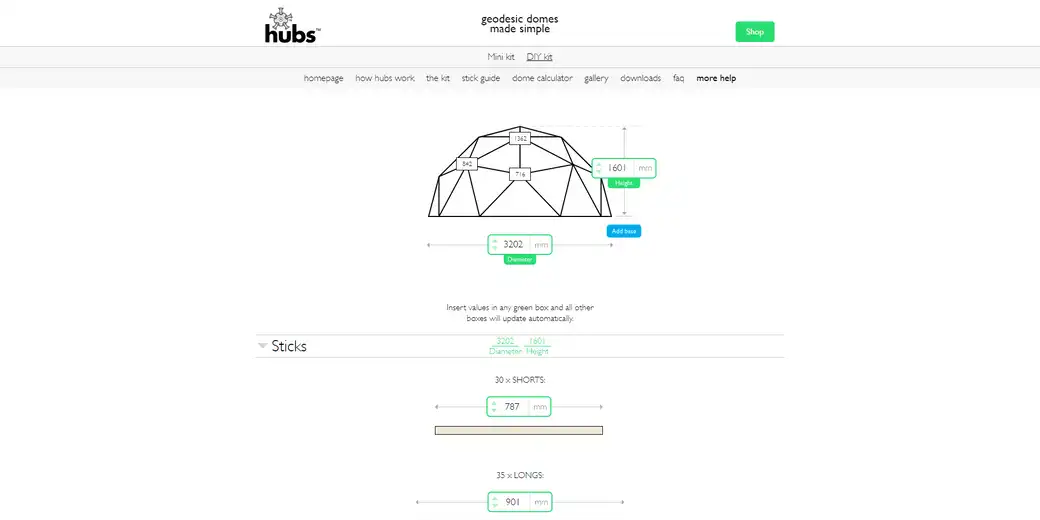 hubs™
geodesic domes
made simple
Shop
Mini kit DIY kit
homepage how hubs work the kit stick guide dome calculator gallery downloads faq more help
1362
842
716
1601 mm
Height
Add base
3202 mm
Diameter
Insert values in any green box and all other
boxes will update automatically.
Sticks
3202 1601
Diameter Height
30 x SHORTS:
787 mm
35 x LONGS:
901 mm